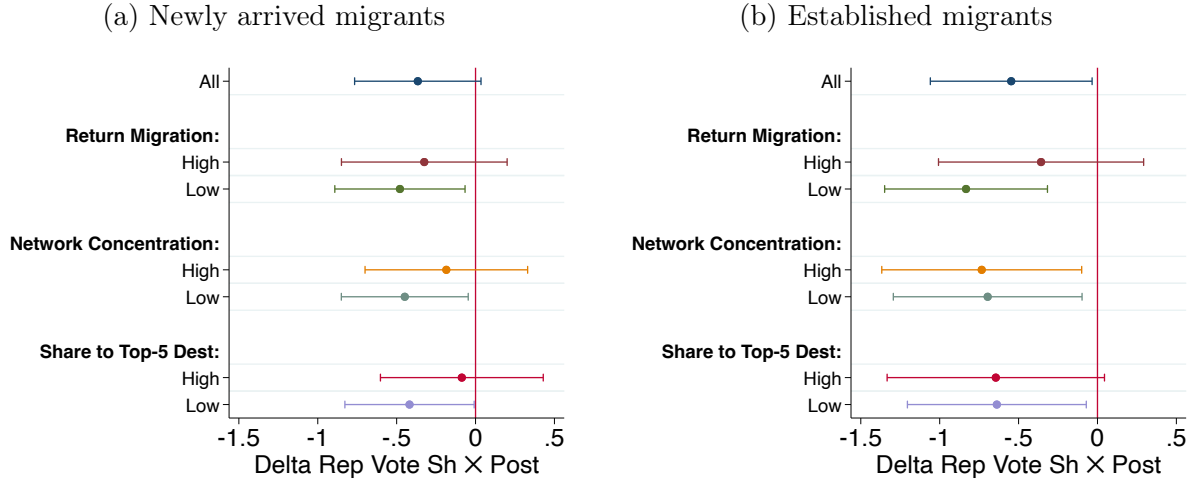 (a) Newly arrived migrants
All
Return Migration:
High
Low
Network Concentration:
High
Low
Share to Top-5 Dest:
High
Low
-1.5 -1 -.5 0 .5
Delta Rep Vote Sh × Post
(b) Established migrants
All
Return Migration:
High
Low
Network Concentration:
High
Low
Share to Top-5 Dest:
High
Low
-1.5 -1 -.5 0 .5
Delta Rep Vote Sh × Post